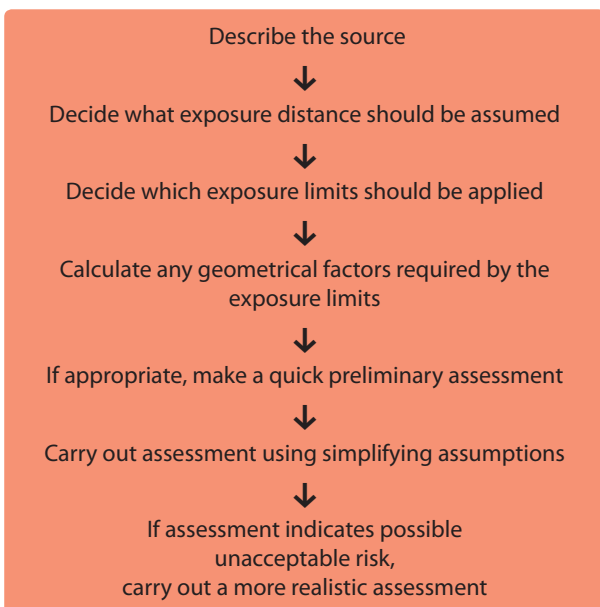 Describe the source
Decide what exposure distance should be assumed
Decide which exposure limits should be applied
Calculate any geometrical factors required by the
exposure limits
If appropriate, make a quick preliminary assessment
Carry out assessment using simplifying assumptions
If assessment indicates possible
unacceptable risk,
carry out a more realistic assessment